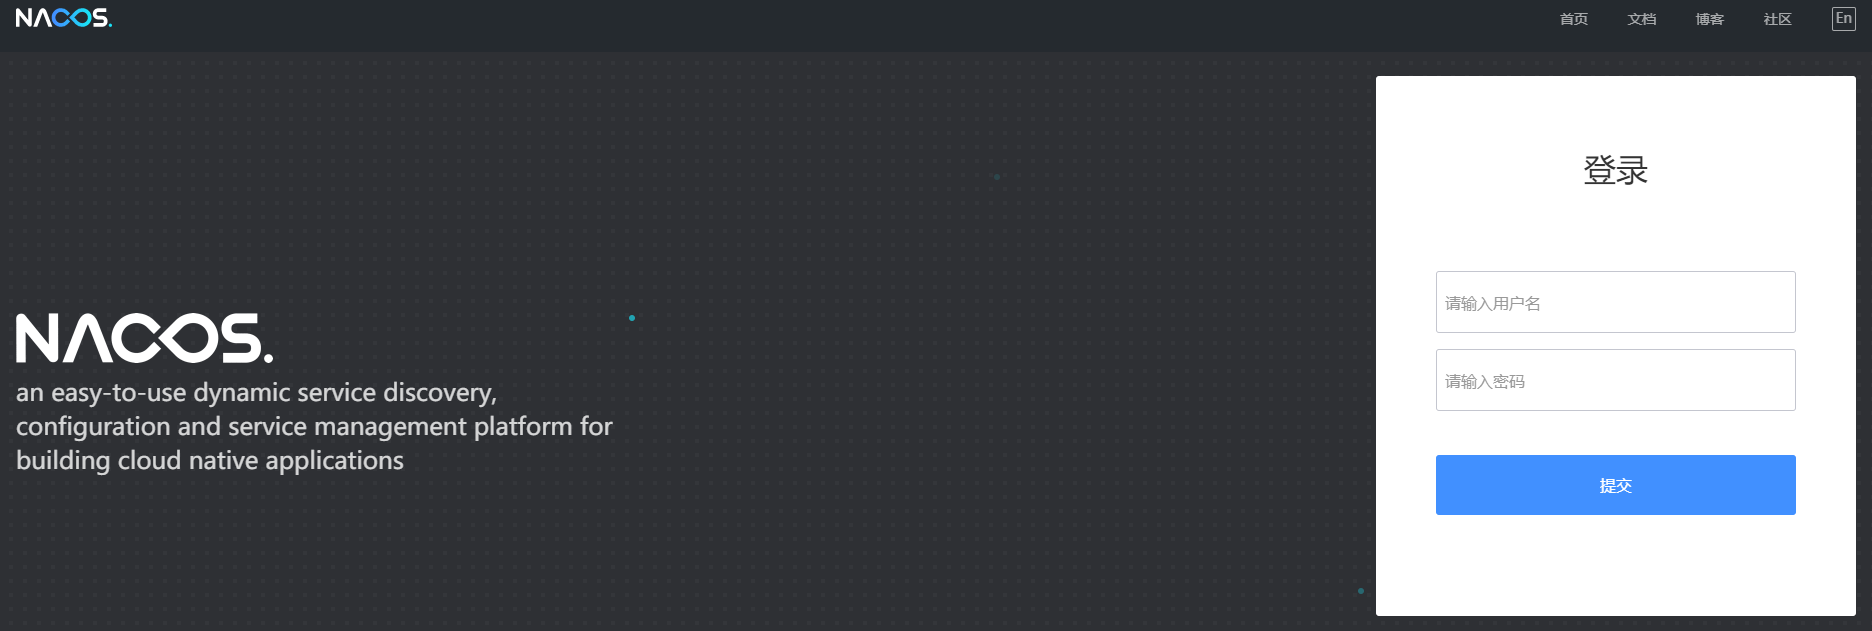 NACOS.
首页 文档 博客 社区 En
登录
请输入用户名
请输入密码
提交
NACOS.
an easy-to-use dynamic service discovery,
configuration and service management platform for
building cloud native applications